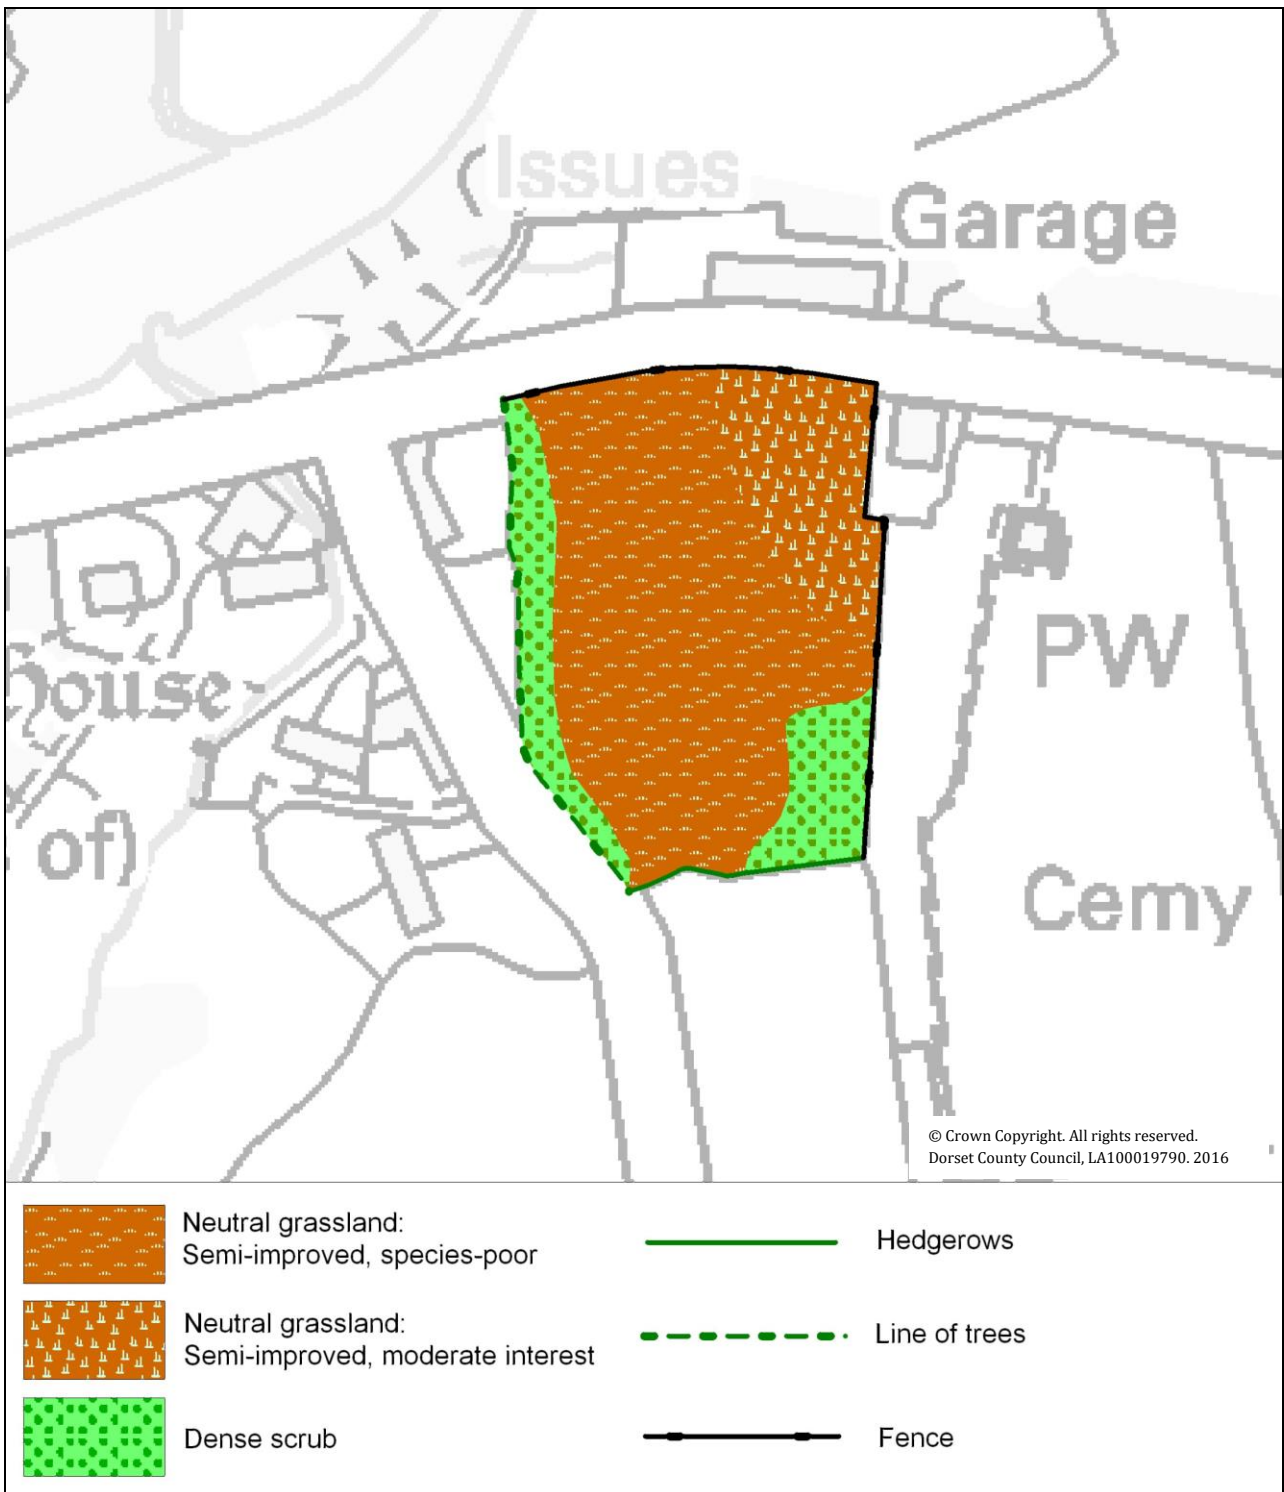 Issues
Garage
PW
house
of)
Cemy
© Crown Copyright. All rights reserved.
Dorset County Council, LA100019790. 2016
Neutral grassland:
Semi-improved, species-poor
Hedgerows
Neutral grassland:
Semi-improved, moderate interest
Line of trees
Dense scrub
Fence